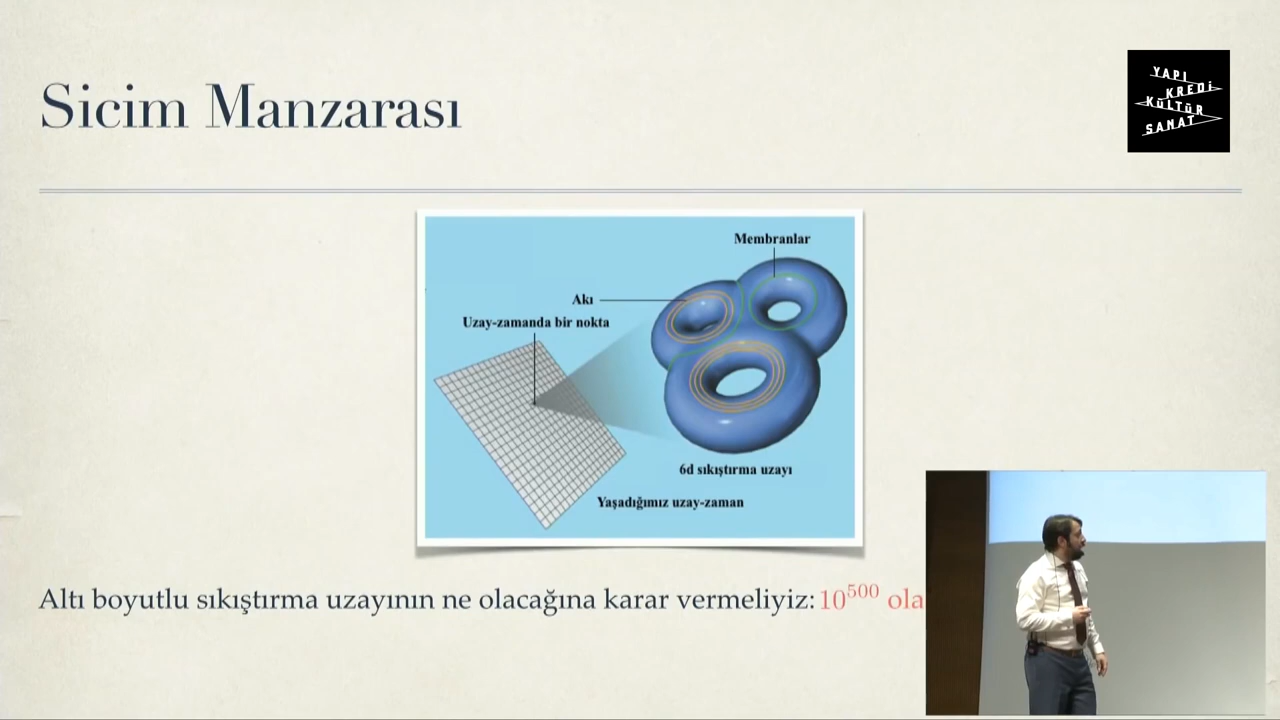 Sicim Manzarası
YAPI
KREDİ
KÜLTÜR
SANAT
Membranlar
Akı
Uzay-zamanda bir nokta
6d sıkıştırma uzayı
Yaşadığımız uzay-zaman
Altı boyutlu sıkıştırma uzayının ne olacağına karar vermeliyiz: 10⁵⁰⁰ ola